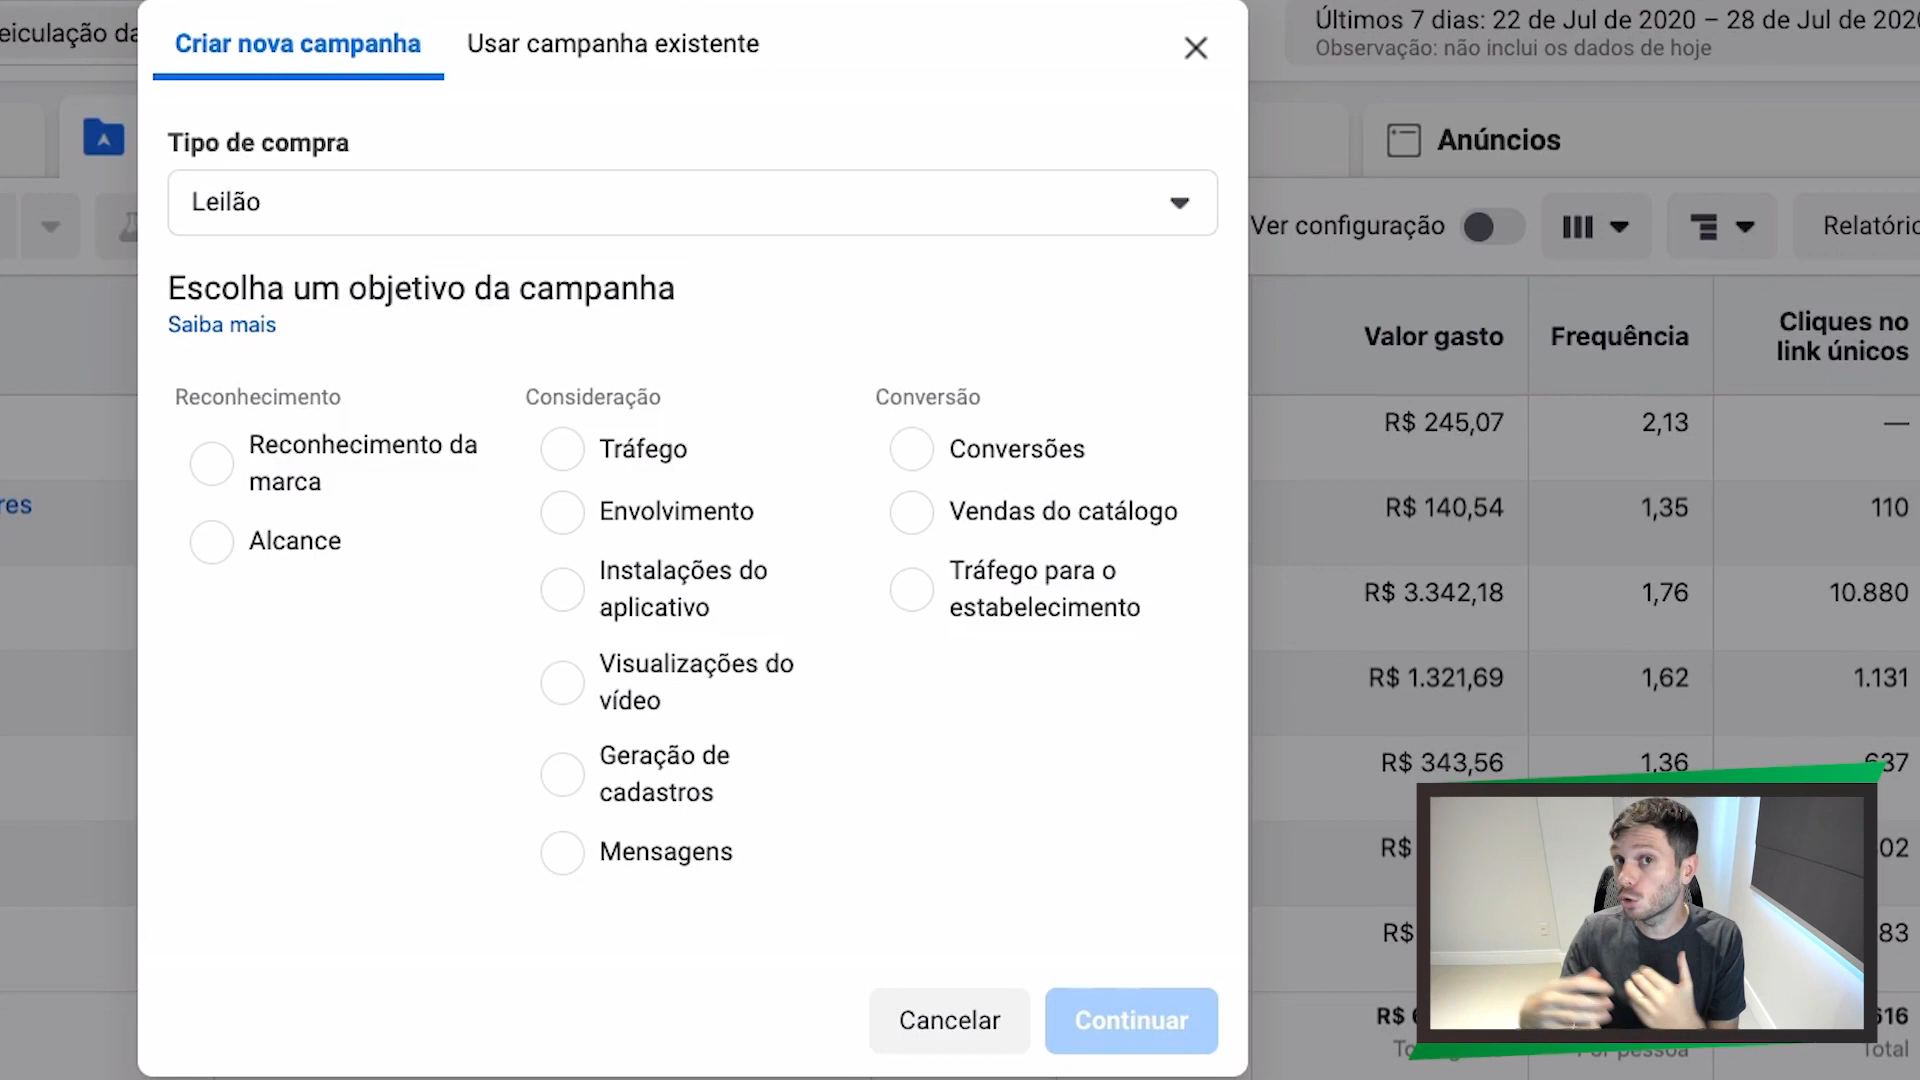 eiculação da
Criar nova campanha
Usar campanha existente
Últimos 7 dias: 22 de Jul de 2020 – 28 de Jul de 202
Observação: não inclui os dados de hoje
Tipo de compra
Leilão
Anúncios
Ver configuração
Relatório
Escolha um objetivo da campanha
Saiba mais
Valor gasto
Frequência
Cliques no
link únicos
Reconhecimento
Reconhecimento da
marca
Alcance
Consideração
Tráfego
Envolvimento
Instalações do
aplicativo
Visualizações do
vídeo
Geração de
cadastros
Mensagens
Conversão
Conversões
Vendas do catálogo
Tráfego para o
estabelecimento
res
R$ 245,07 2,13 —
R$ 140,54 1,35 110
R$ 3.342,18 1,76 10.880
R$ 1.321,69 1,62 1.131
R$ 343,56 1,36 637
R$ 02
R$ 83
R$ 616
Total
Cancelar
Continuar